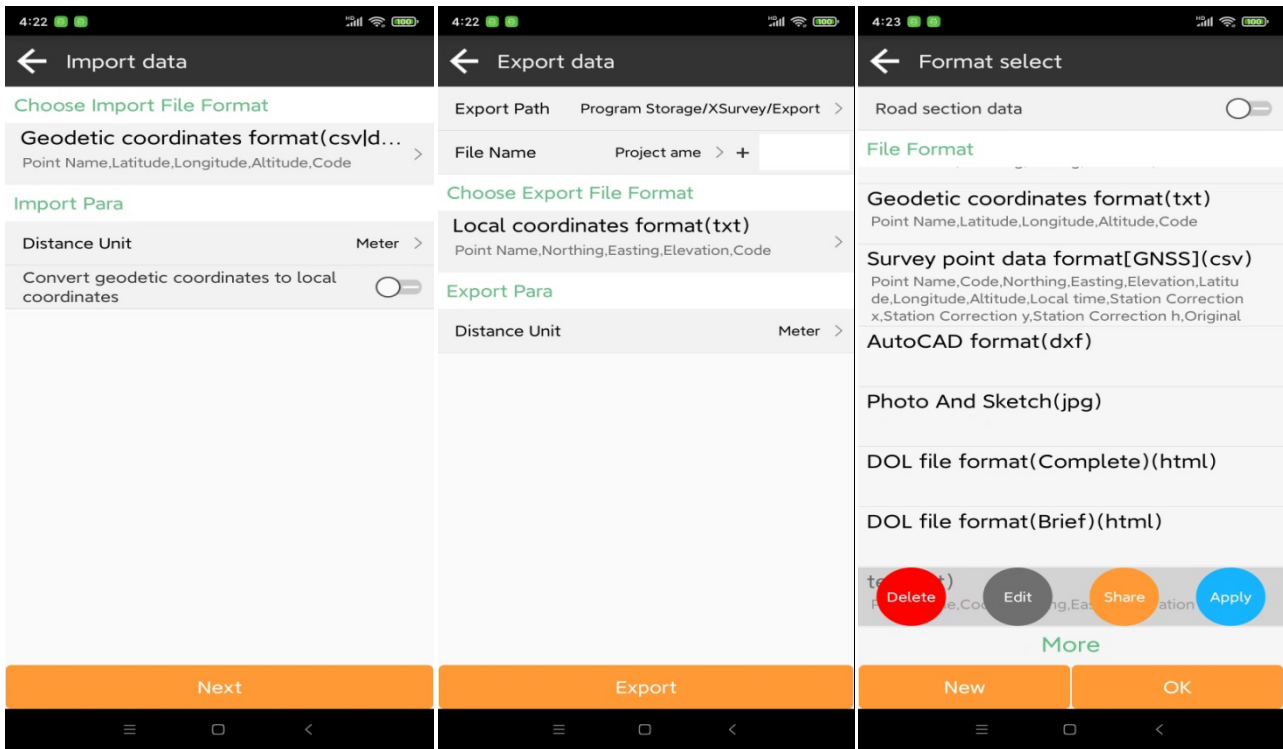 4:22
HD
100
Import data
Choose Import File Format
Geodetic coordinates format(csv|d...
Point Name,Latitude,Longitude,Altitude,Code
Import Para
Distance Unit Meter
Convert geodetic coordinates to local
coordinates
Next
4:22
HD
100
Export data
Export Path Program Storage/XSurvey/Export
File Name Project ame +
Choose Export File Format
Local coordinates format(txt)
Point Name,Northing,Easting,Elevation,Code
Export Para
Distance Unit Meter
Export
4:23
HD
100
Format select
Road section data
File Format
Geodetic coordinates format(txt)
Point Name,Latitude,Longitude,Altitude,Code
Survey point data format[GNSS](csv)
Point Name,Code,Northing,Easting,Elevation,Latitu
de,Longitude,Altitude,Local time,Station Correction
x,Station Correction y,Station Correction h,Original
AutoCAD format(dxf)
Photo And Sketch(jpg)
DOL file format(Complete)(html)
DOL file format(Brief)(html)
Delete Edit Share Apply
More
New OK